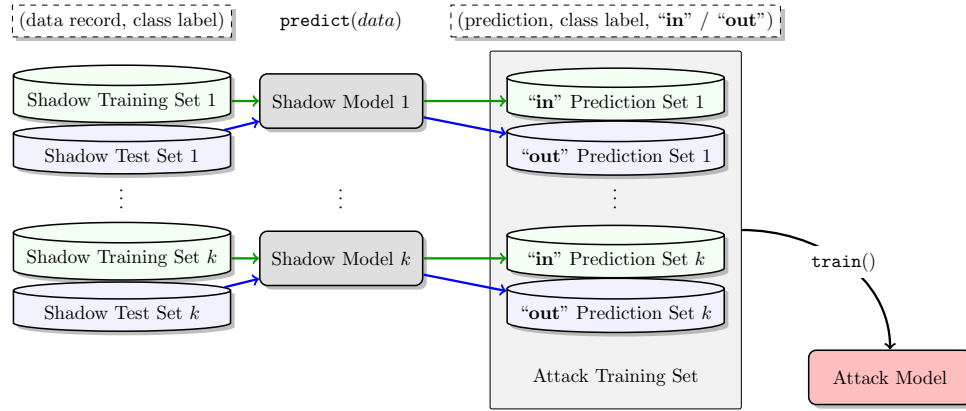 (data record, class label) predict(data) (prediction, class label, “in” / “out”)
Shadow Training Set 1 Shadow Model 1 “in” Prediction Set 1
Shadow Test Set 1 “out” Prediction Set 1
⋮ ⋮ ⋮
Shadow Training Set k Shadow Model k “in” Prediction Set k
train()
Shadow Test Set k “out” Prediction Set k
Attack Training Set Attack Model